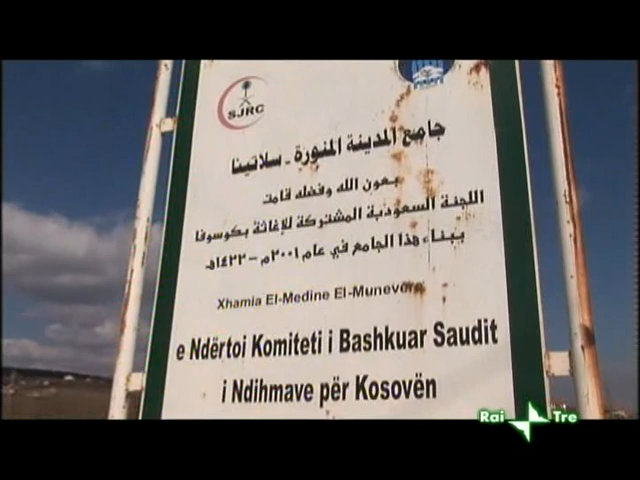 SJRC
جامع المدينة المنورة - سلاتينا
بعون الله وفضله قامت
اللجنة السعودية المشتركة للإغاثة بكوسوفا
ببناء هذا الجامع في عام ٢٠٠١م - ١٤٢٢هـ
Xhamia El-Medine El-Munevore
e Ndërtoi Komiteti i Bashkuar Saudit
i Ndihmave për Kosovën
Rai Tre